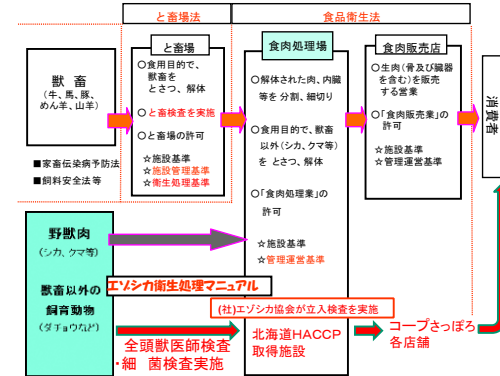 と畜場法
食品衛生法
獣 畜
(牛、馬、豚、
めん羊、山羊)
■家畜伝染病予防法
■飼料安全法等
と畜場
○食用目的で、
獣畜を
とさつ、解体
○と畜検査を実施
○と畜場の許可
☆施設基準
☆施設管理基準
☆衛生処理基準
食肉処理場
○解体された肉、内臓
等を 分割、細切り
○食用目的で、獣畜
以外(シカ、クマ等)
を とさつ、解体
○「食肉処理業」の
許可
☆施設基準
☆管理運営基準
食肉販売店
○生肉(骨及び臓器
を含む)を販売
する営業
○「食肉販売業」の
許可
☆施設基準
☆管理運営基準
消費者
野獣肉
(シカ、クマ等)
獣畜以外の
飼育動物
(ダチョウなど)
エゾシカ衛生処理マニュアル
(社)エゾシカ協会が立入検査を実施
全頭獣医師検査
・細 菌検査実施
北海道HACCP
取得施設
コープさっぽろ
各店舗